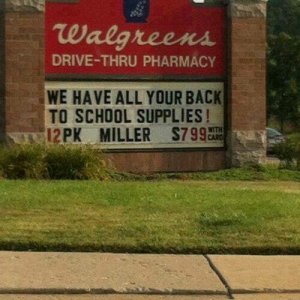 Walgreens
DRIVE-THRU PHARMACY
WE HAVE ALL YOUR BACK
TO SCHOOL SUPPLIES!
12PK MILLER $799 WITH CARD